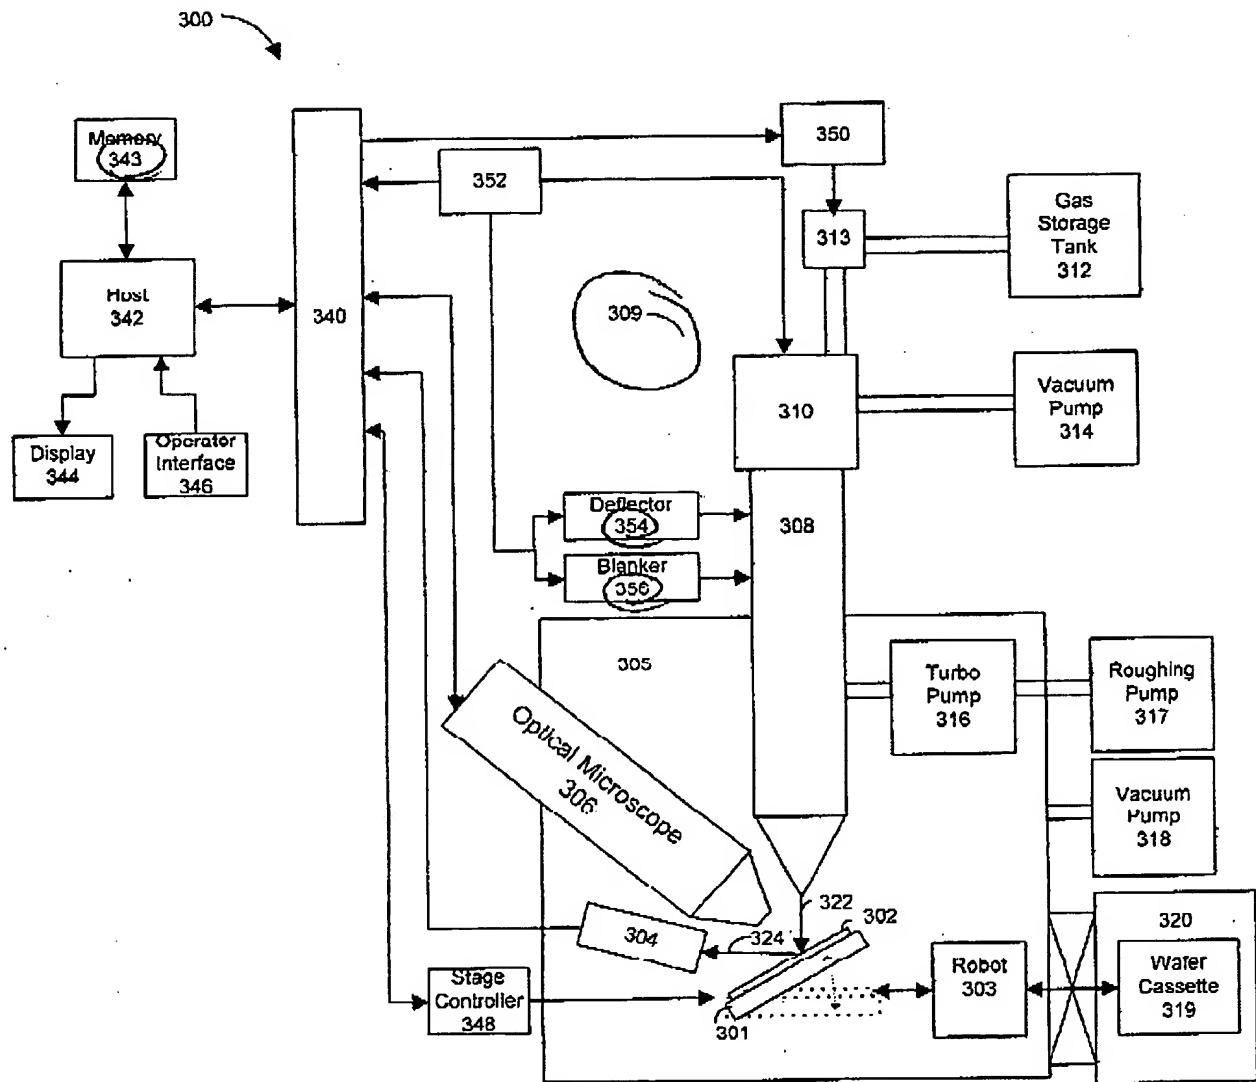 300
Memory
343
352
350
313
Gas
Storage
Tank
312
Host
342
340
309
310
Vacuum
Pump
314
Display
344
Operator
Interface
346
Deflector
354
308
Blanker
356
305
Turbo
Pump
316
Roughing
Pump
317
Optical Microscope
306
Vacuum
Pump
318
322
302
304
324
320
Stage
Controller
348
301
Robot
303
Wafer
Cassette
319